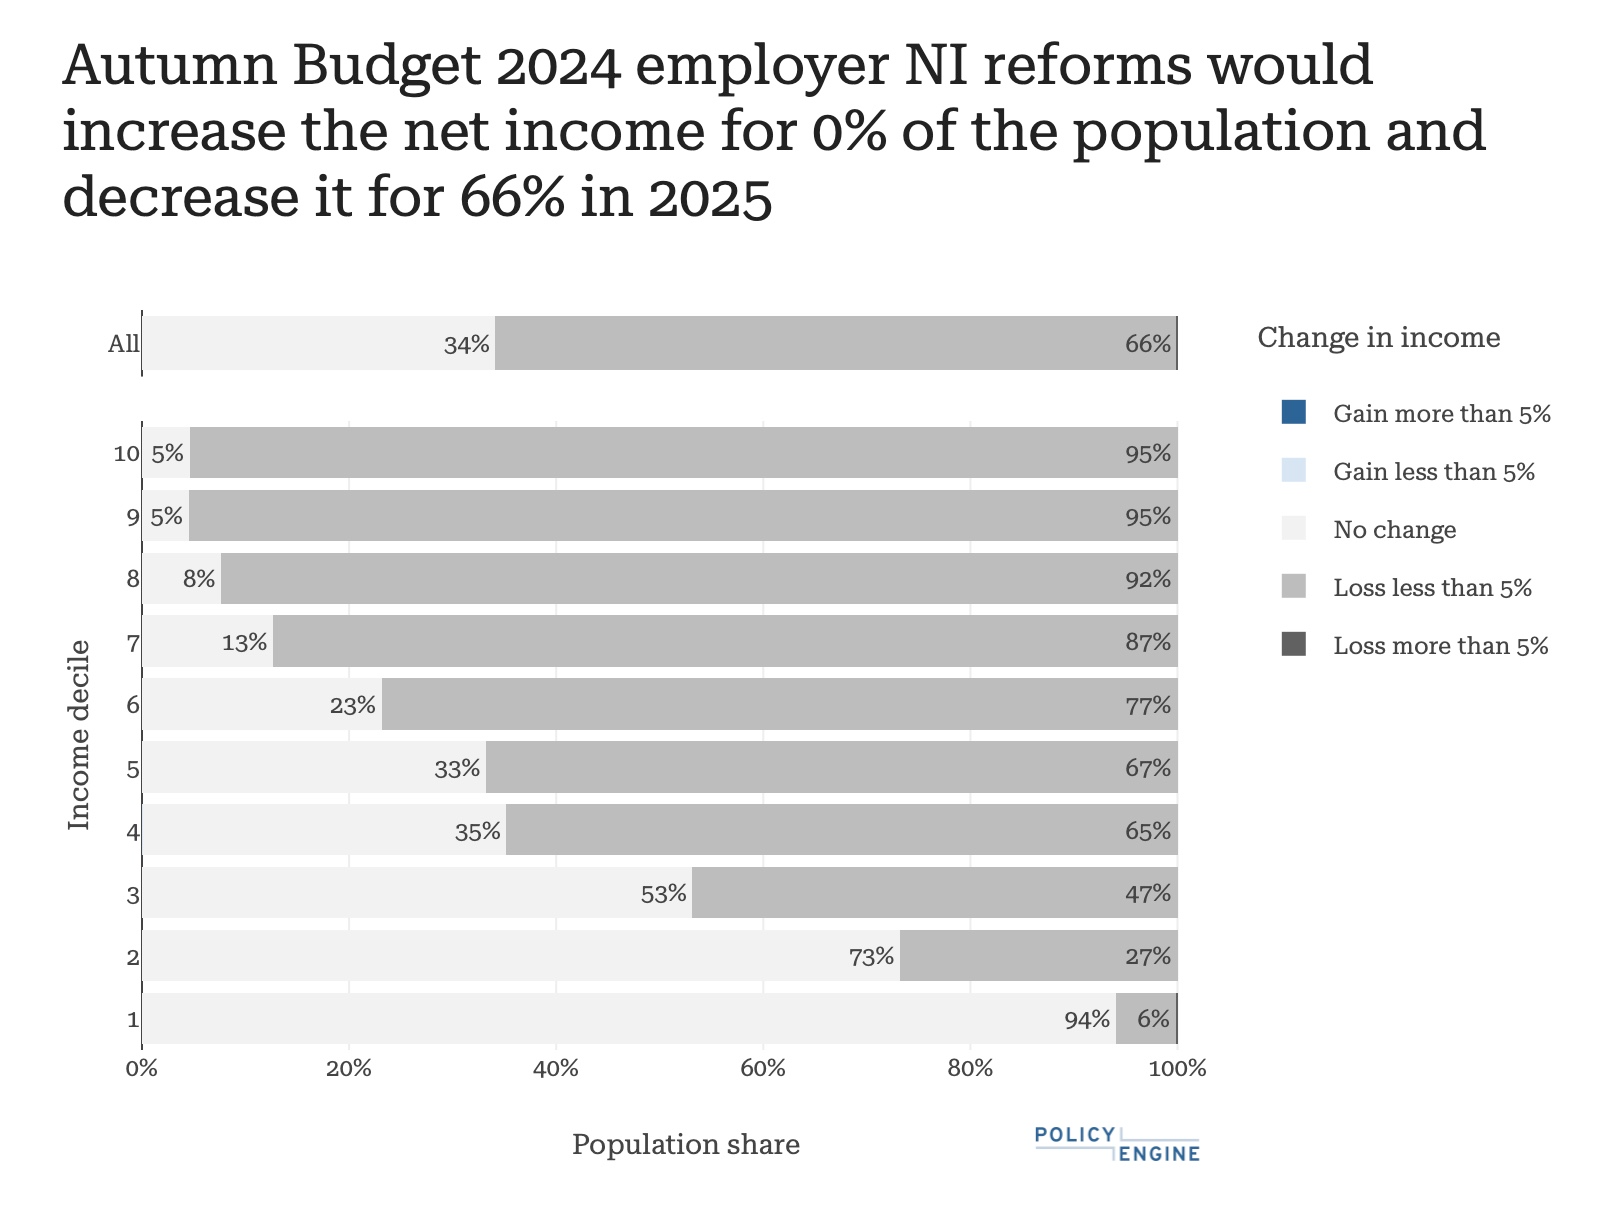 Autumn Budget 2024 employer NI reforms would
increase the net income for 0% of the population and
decrease it for 66% in 2025
All 34% 66%
Change in income
Gain more than 5%
Gain less than 5%
No change
Loss less than 5%
Loss more than 5%
Income decile
10 5% 95%
9 5% 95%
8 8% 92%
7 13% 87%
6 23% 77%
5 33% 67%
4 35% 65%
3 53% 47%
2 73% 27%
1 94% 6%
0% 20% 40% 60% 80% 100%
Population share
POLICY
ENGINE